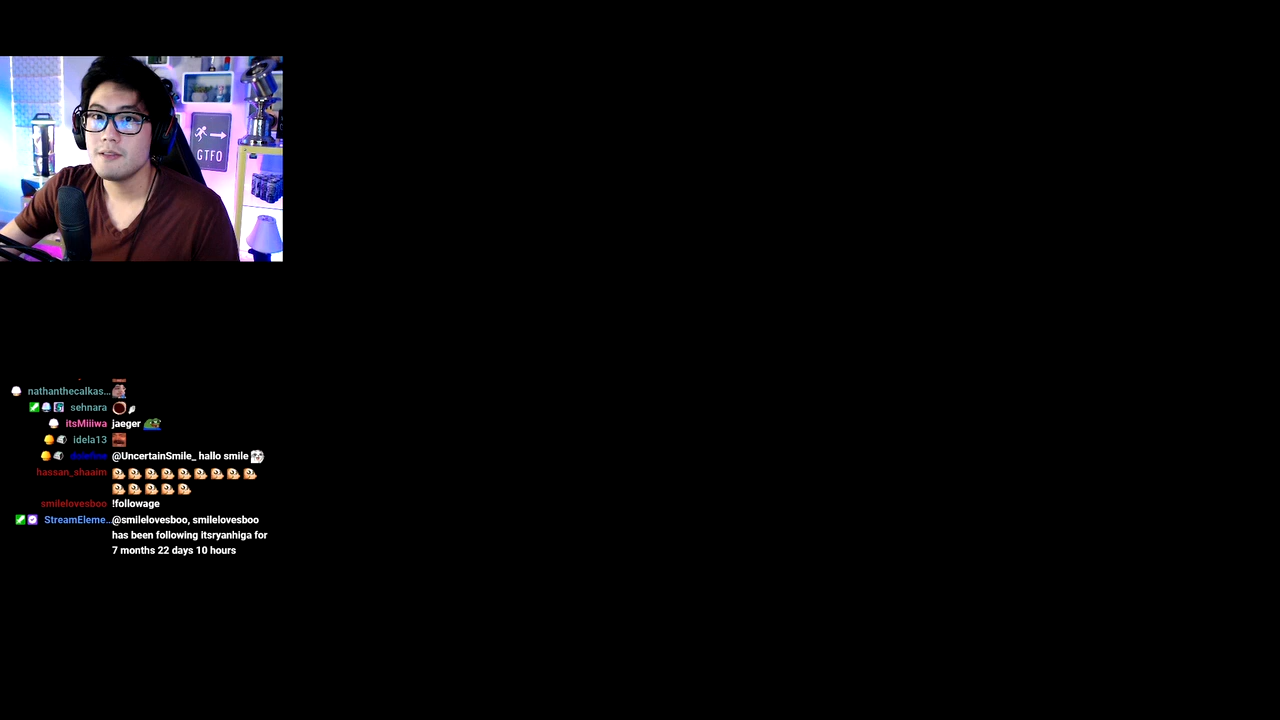 GTFO
nathanthecalkas...
sehnara
itsMiiiwa jaeger
idela13
@UncertainSmile_ hallo smile
hassan_shaaim
smilelovesboo !followage
StreamEleme... @smilelovesboo, smilelovesboo
has been following itsryanhiga for
7 months 22 days 10 hours